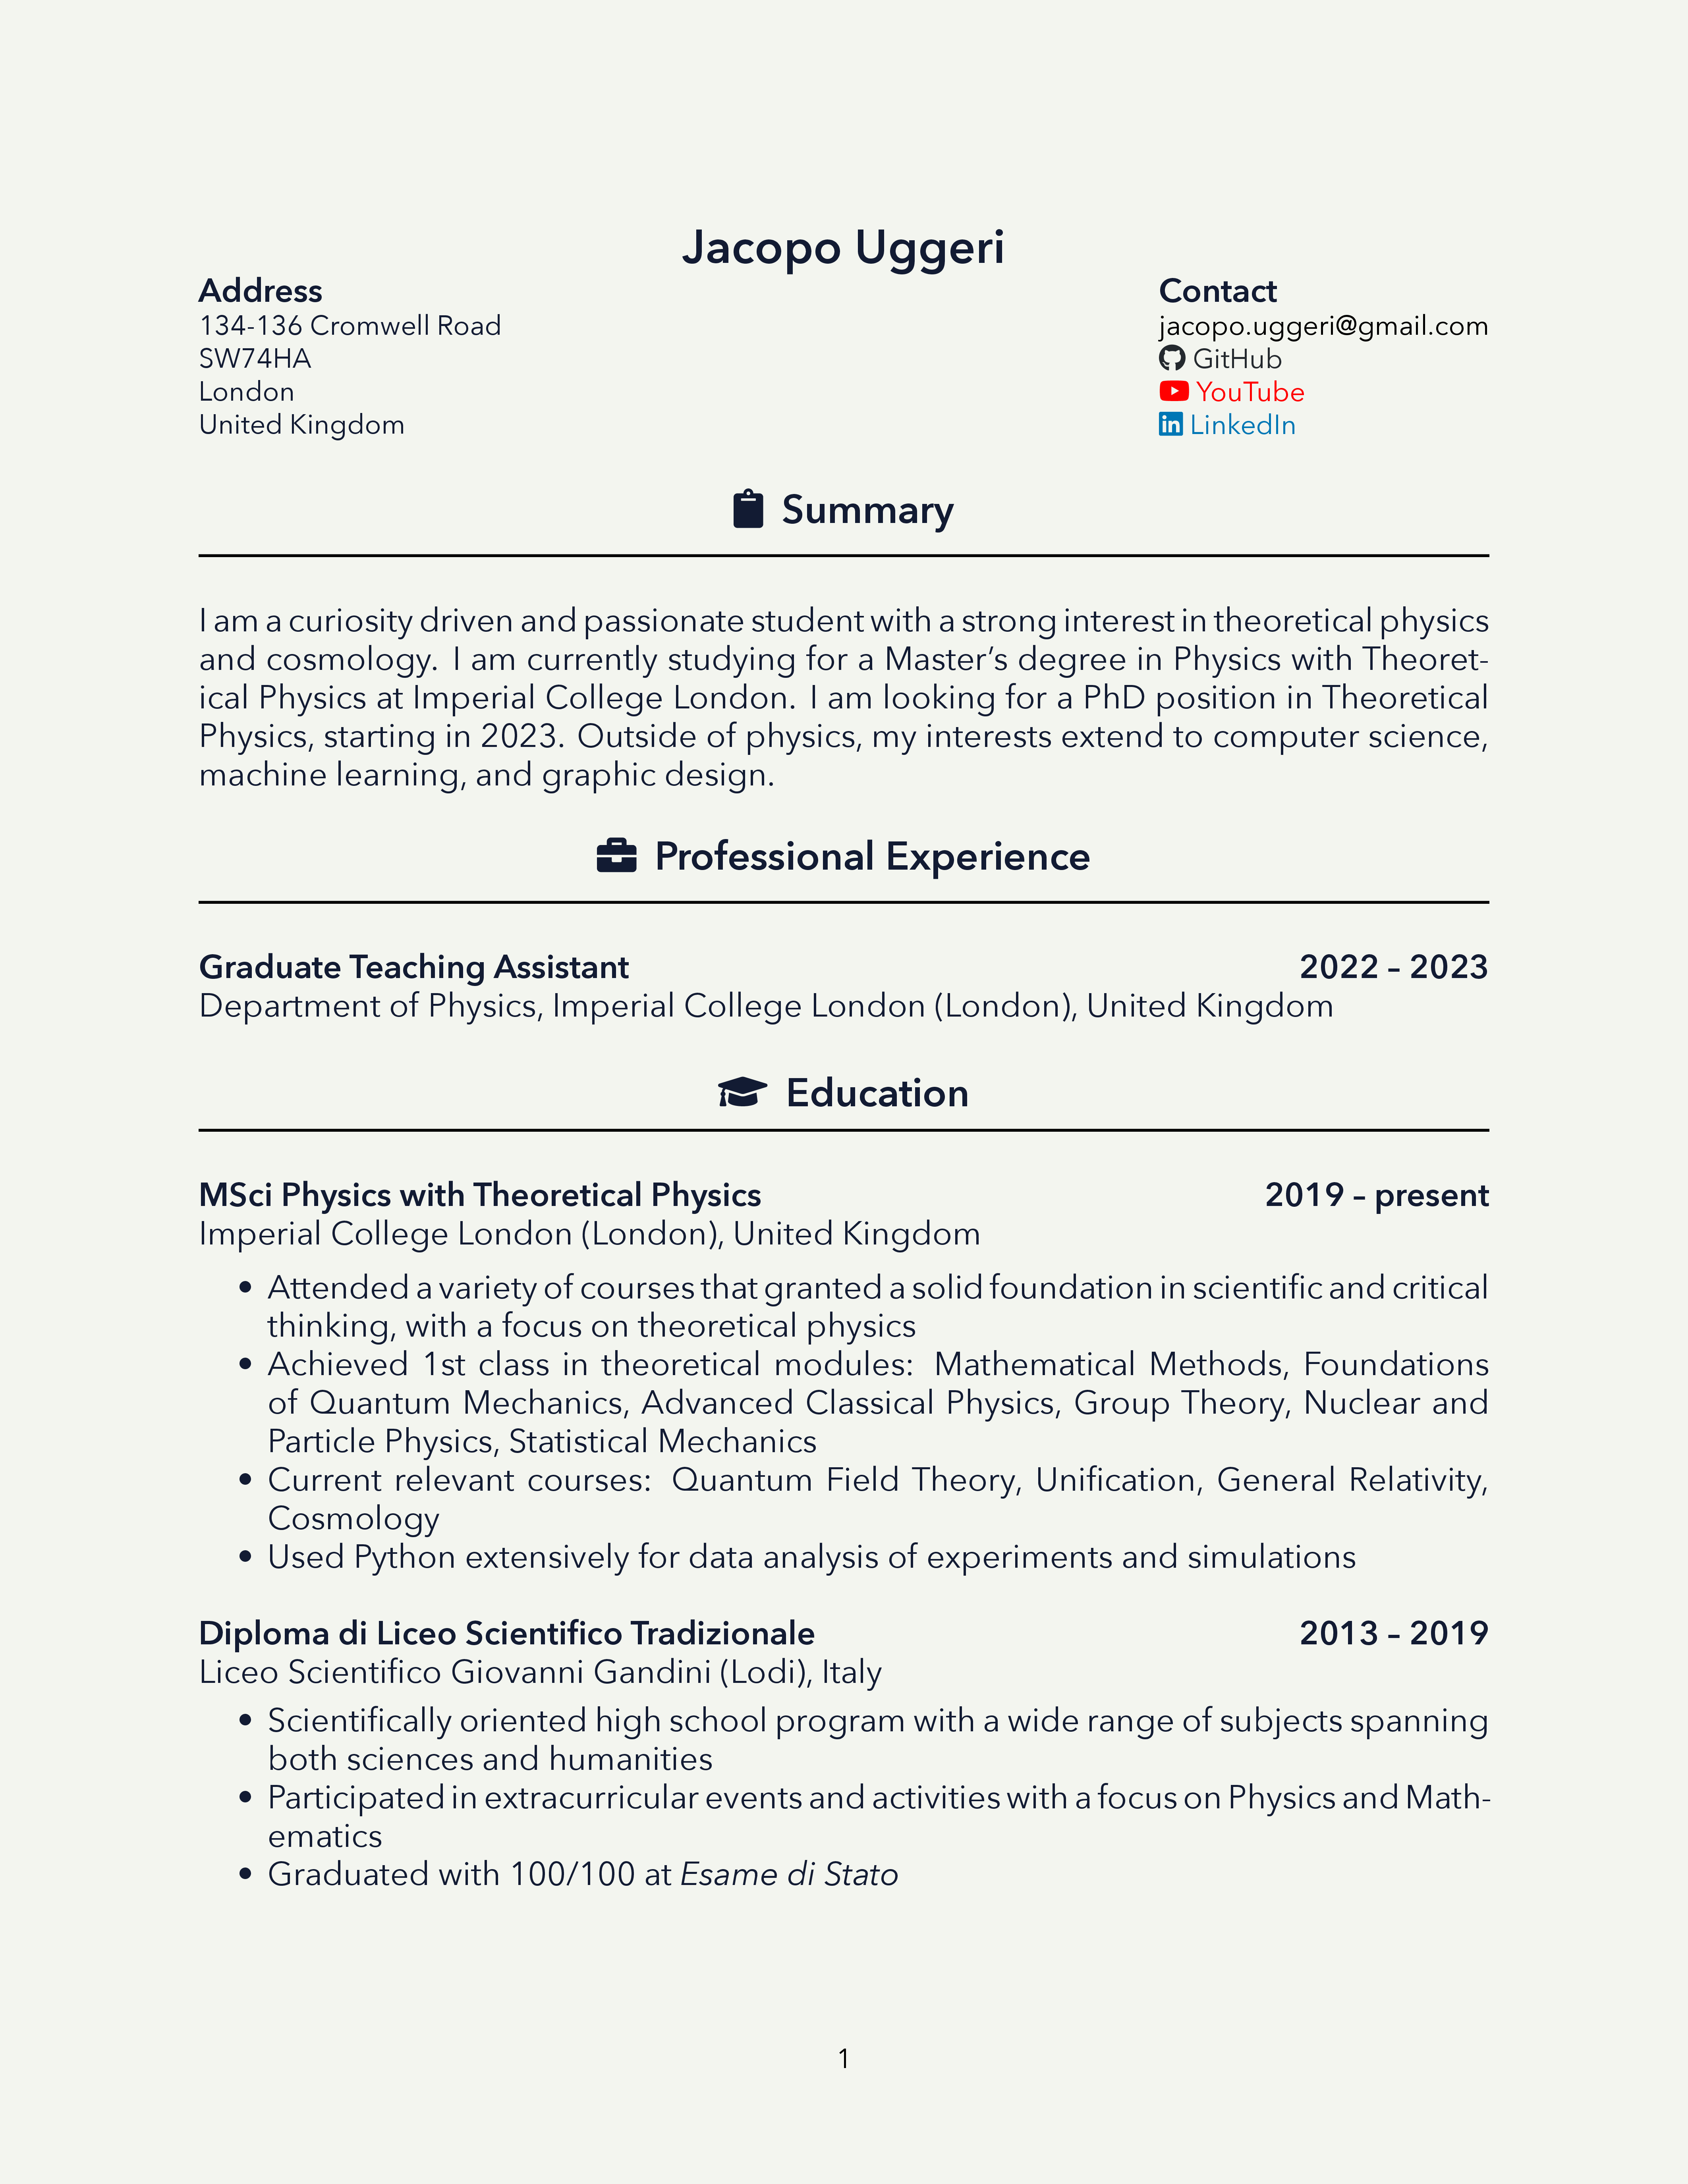 Jacopo Uggeri
Address
134-136 Cromwell Road
SW74HA
London
United Kingdom
Contact
jacopo.uggeri@gmail.com
GitHub
YouTube
LinkedIn
Summary
I am a curiosity driven and passionate student with a strong interest in theoretical physics
and cosmology. I am currently studying for a Master’s degree in Physics with Theoret-
ical Physics at Imperial College London. I am looking for a PhD position in Theoretical
Physics, starting in 2023. Outside of physics, my interests extend to computer science,
machine learning, and graphic design.
Professional Experience
Graduate Teaching Assistant 2022 – 2023
Department of Physics, Imperial College London (London), United Kingdom
Education
MSci Physics with Theoretical Physics 2019 – present
Imperial College London (London), United Kingdom
• Attended a variety of courses that granted a solid foundation in scientific and critical
thinking, with a focus on theoretical physics
• Achieved 1st class in theoretical modules: Mathematical Methods, Foundations
of Quantum Mechanics, Advanced Classical Physics, Group Theory, Nuclear and
Particle Physics, Statistical Mechanics
• Current relevant courses: Quantum Field Theory, Unification, General Relativity,
Cosmology
• Used Python extensively for data analysis of experiments and simulations
Diploma di Liceo Scientifico Tradizionale 2013 – 2019
Liceo Scientifico Giovanni Gandini (Lodi), Italy
• Scientifically oriented high school program with a wide range of subjects spanning
both sciences and humanities
• Participated in extracurricular events and activities with a focus on Physics and Math-
ematics
• Graduated with 100/100 at Esame di Stato
1